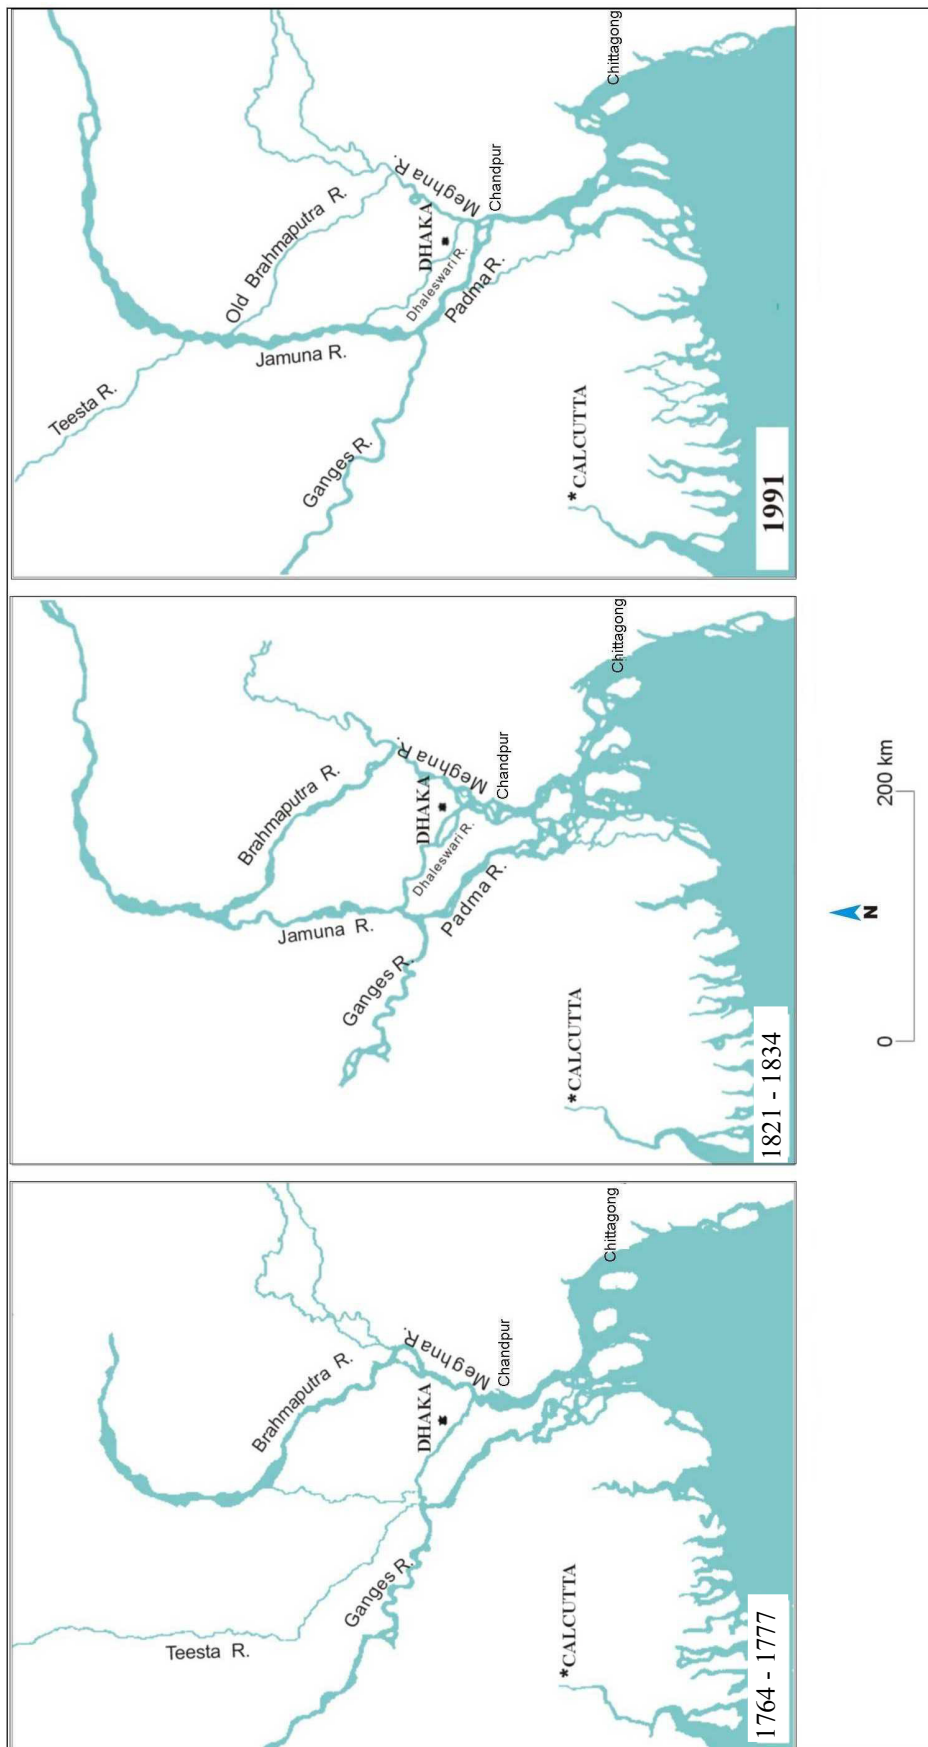 Teesta R.
Brahmaputra R.
Ganges R.
DHAKA
Meghna R.
Chandpur
Chittagong
*CALCUTTA
1764 - 1777
Brahmaputra R.
Jamuna R.
Ganges R.
DHAKA
Dhaleswari R.
Meghna R.
Padma R.
Chandpur
Chittagong
*CALCUTTA
1821 - 1834
Teesta R.
Old Brahmaputra R.
Jamuna R.
Ganges R.
DHAKA
Dhaleswari R.
Meghna R.
Padma R.
Chandpur
Chittagong
*CALCUTTA
1991
N
0
200 km